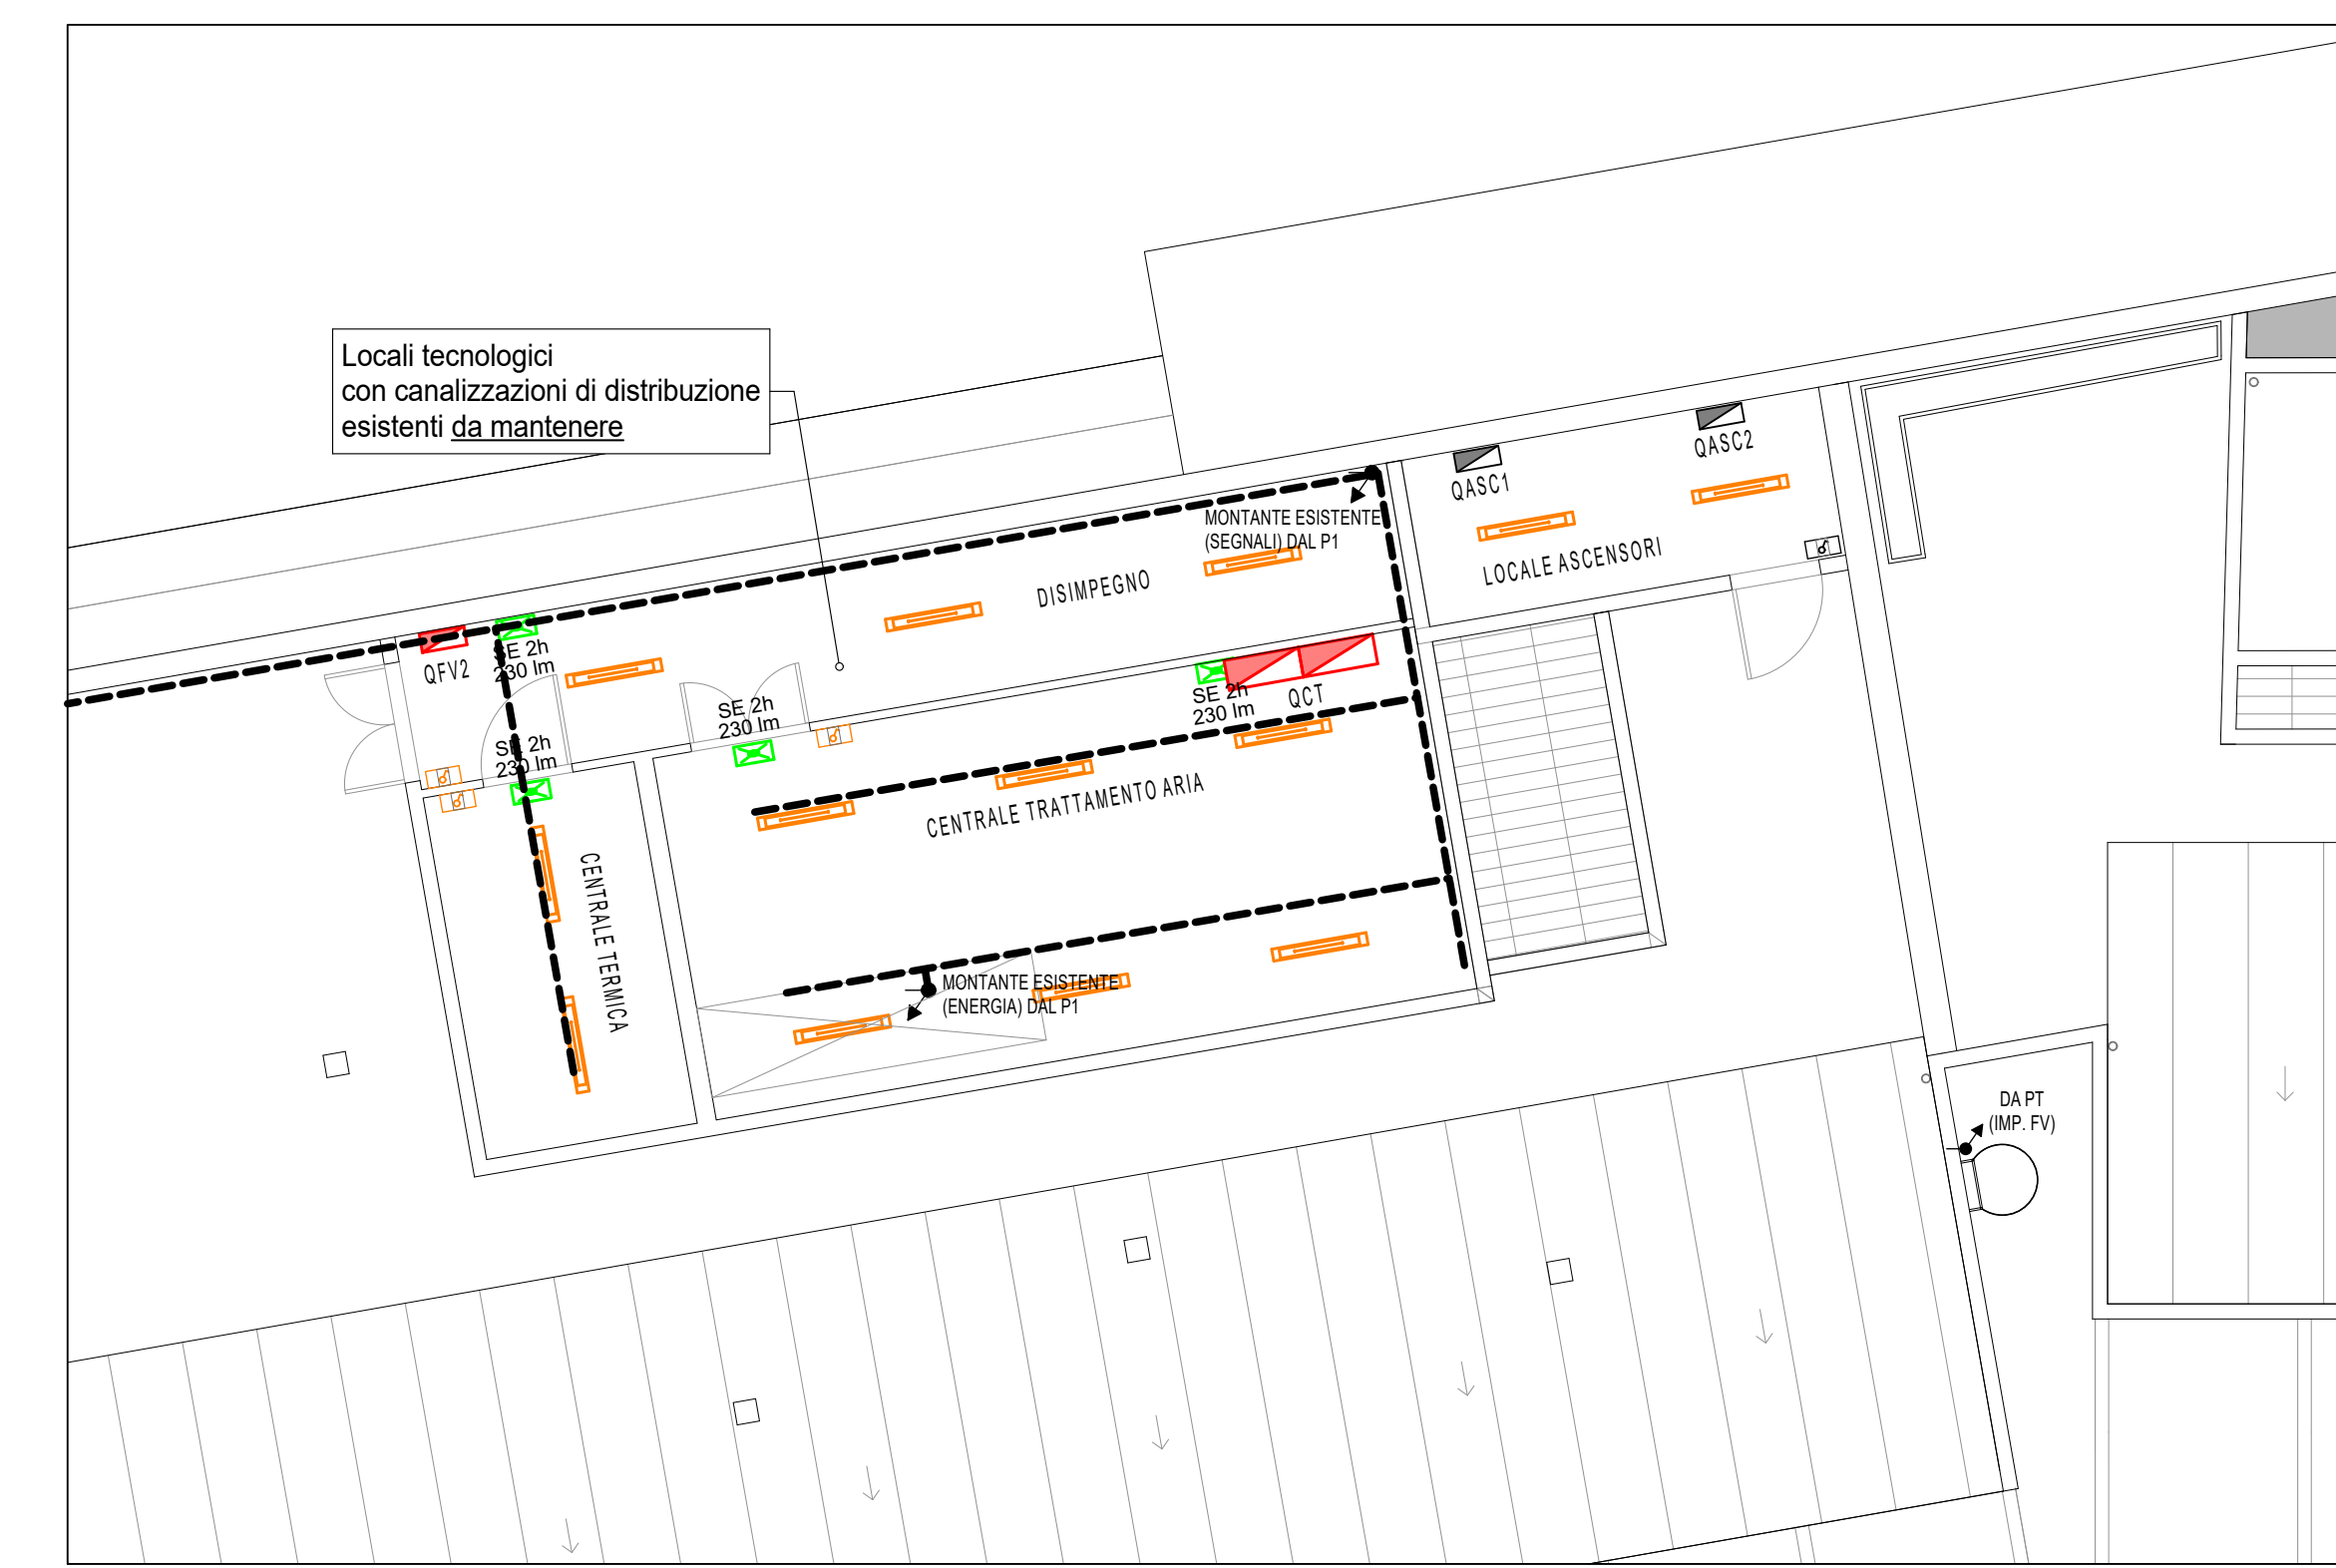 Locali tecnologici
con canalizzazioni di distribuzione
esistenti da mantenere
QASC2
QASC1
MONTANTE ESISTENTE
(SEGNALI) DAL P1
LOCALE ASCENSORI
DISIMPEGNO
QFV2
SE 2h
230 lm
SE 2h
230 lm
SE 2h
230 lm
QCT
SE 2h
230 lm
CENTRALE TRATTAMENTO ARIA
CENTRALE TERMICA
MONTANTE ESISTENTE
(ENERGIA) DAL P1
DA PT
(IMP. FV)